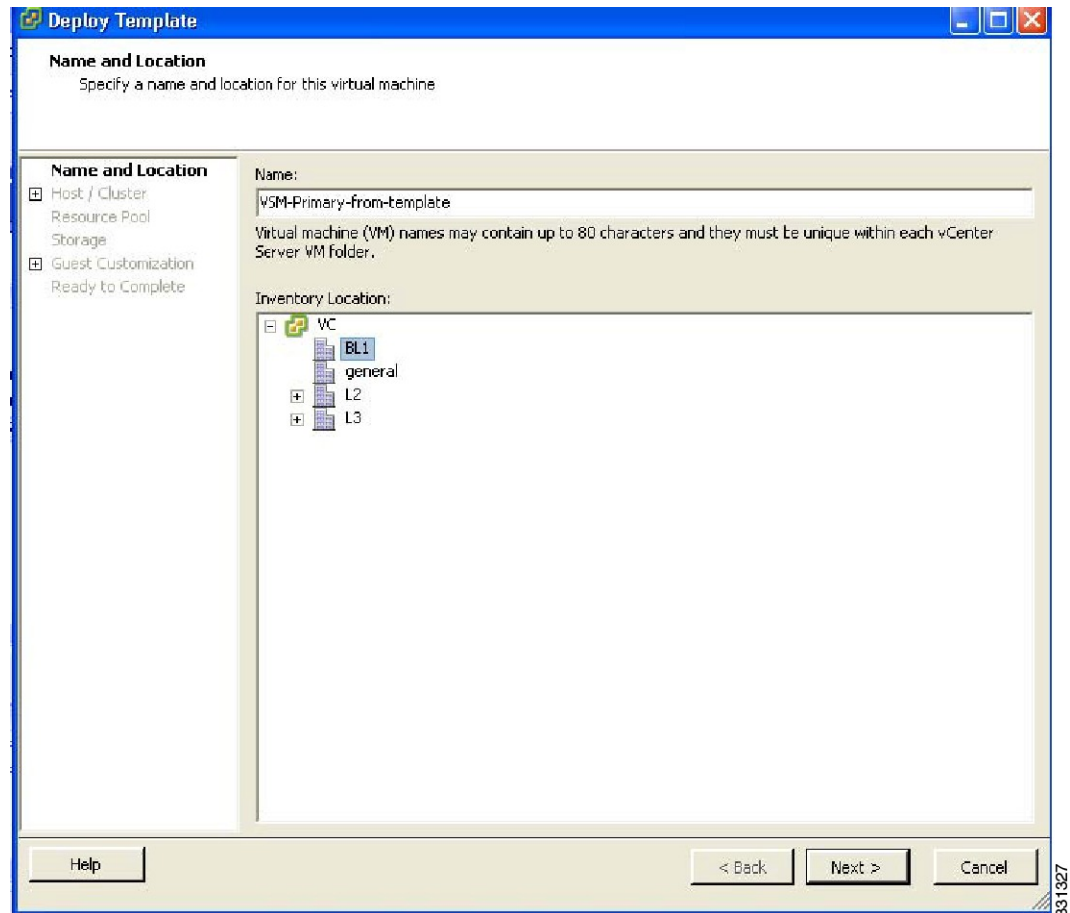 Deploy Template
Name and Location
Specify a name and location for this virtual machine
Name and Location
Host / Cluster
Resource Pool
Storage
Guest Customization
Ready to Complete
Name:
VSM-Primary-from-template
Virtual machine (VM) names may contain up to 80 characters and they must be unique within each vCenter
Server VM folder.
Inventory Location:
VC
BL1
general
L2
L3
Help
< Back
Next >
Cancel
331327